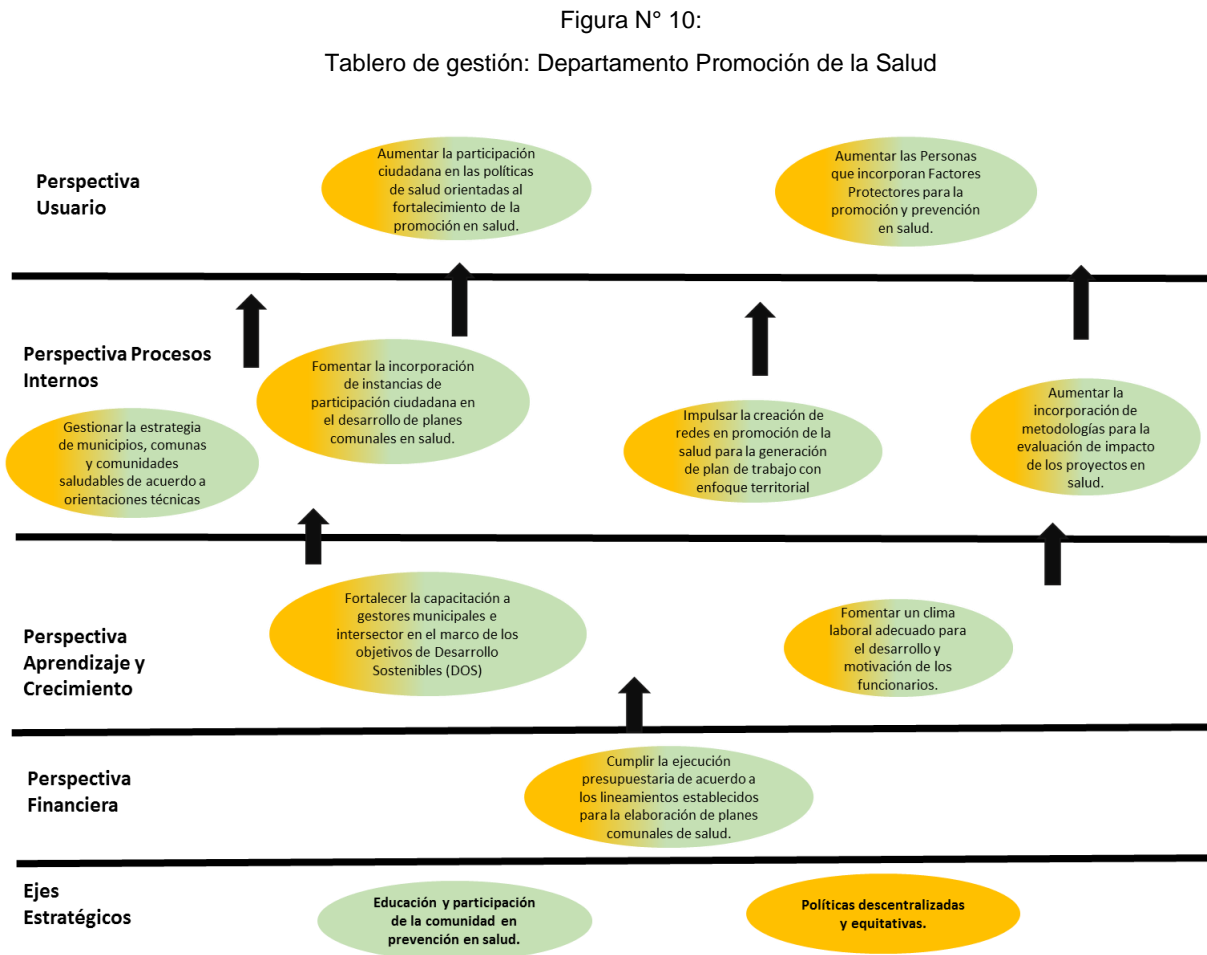 Figura N° 10:
Tablero de gestión: Departamento Promoción de la Salud
Perspectiva
Usuario
Aumentar la participación
ciudadana en las políticas
de salud orientadas al
fortalecimiento de la
promoción en salud.
Aumentar las Personas
que incorporan Factores
Protectores para la
promoción y prevención
en salud.
Perspectiva Procesos
Internos
Gestionar la estrategia
de municipios, comunas
y comunidades
saludables de acuerdo a
orientaciones técnicas
Fomentar la incorporación
de instancias de
participación ciudadana en
el desarrollo de planes
comunales en salud.
Impulsar la creación de
redes en promoción de la
salud para la generación
de plan de trabajo con
enfoque territorial
Aumentar la
incorporación de
metodologías para la
evaluación de impacto
de los proyectos en
salud.
Perspectiva
Aprendizaje y
Crecimiento
Fortalecer la capacitación a
gestores municipales e
intersector en el marco de los
objetivos de Desarrollo
Sostenibles (DOS)
Fomentar un clima
laboral adecuado para
el desarrollo y
motivación de los
funcionarios.
Perspectiva
Financiera
Cumplir la ejecución
presupuestaria de acuerdo a
los lineamientos establecidos
para la elaboración de planes
comunales de salud.
Ejes
Estratégicos
Educación y participación
de la comunidad en
prevención en salud.
Políticas descentralizadas
y equitativas.